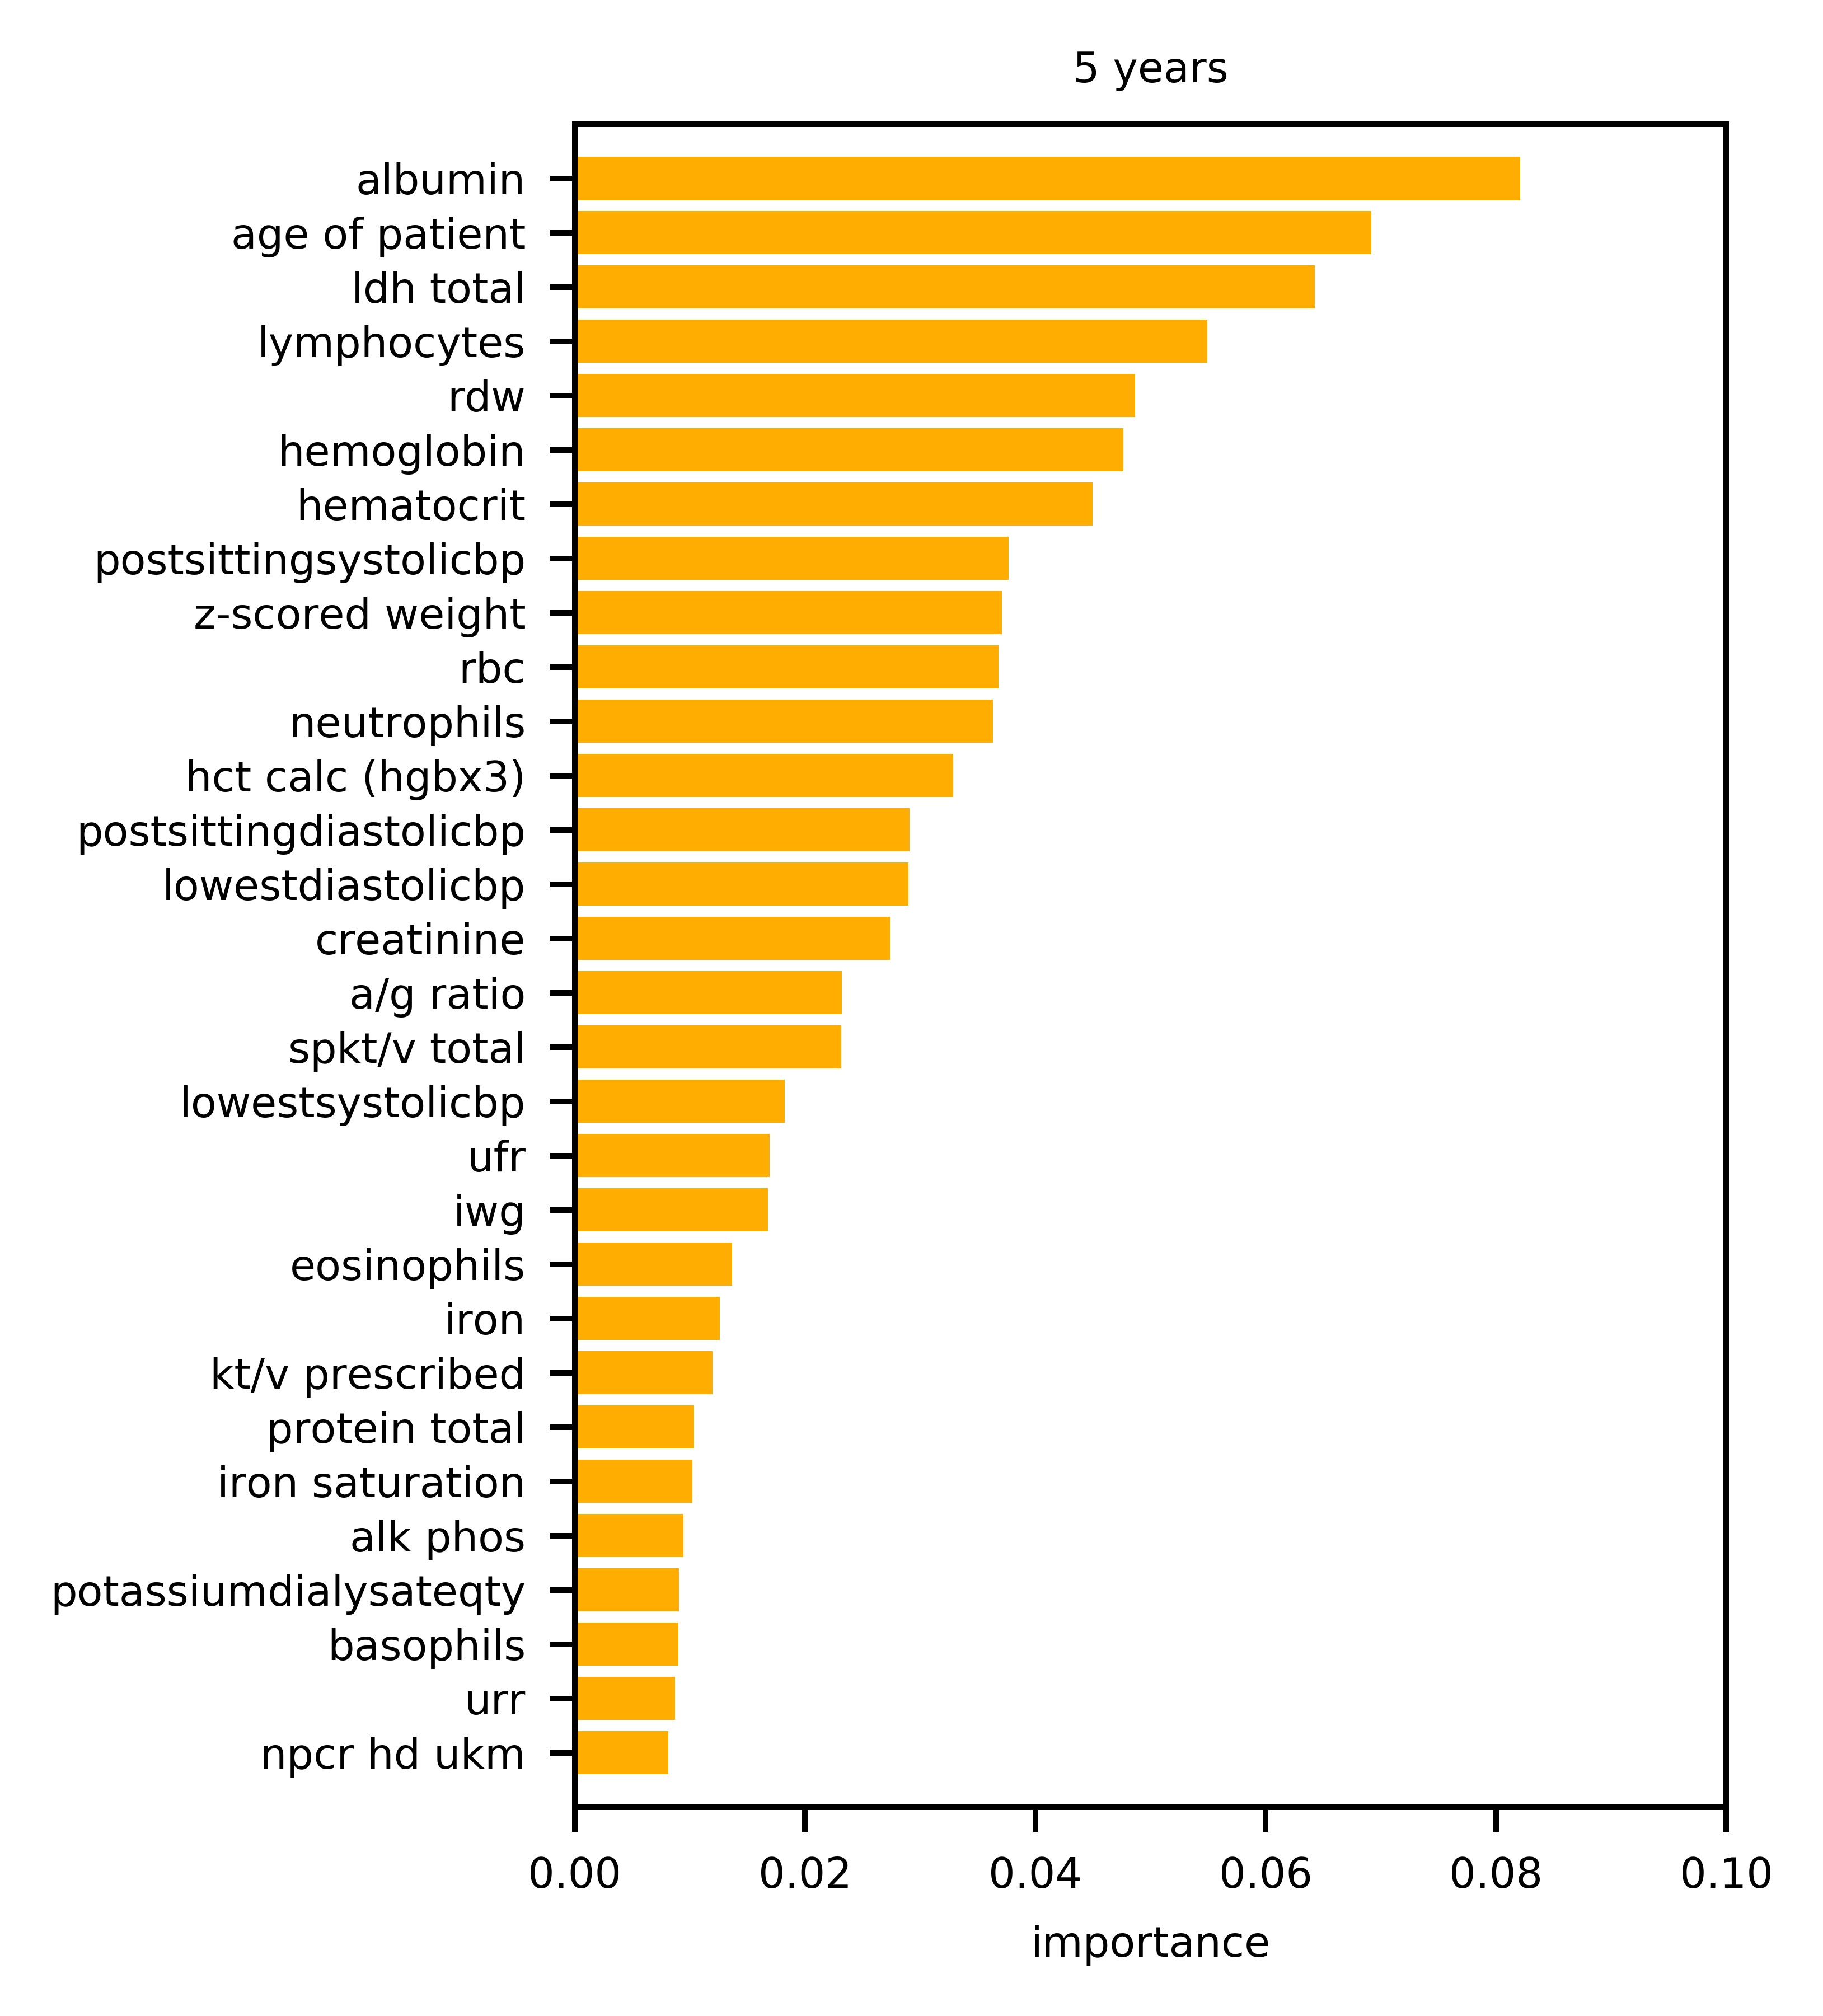 5 years
albumin
age of patient
ldh total
lymphocytes
rdw
hemoglobin
hematocrit
postsittingsystolicbp
z-scored weight
rbc
neutrophils
hct calc (hgbx3)
postsittingdiastolicbp
lowestdiastolicbp
creatinine
a/g ratio
spkt/v total
lowestsystolicbp
ufr
iwg
eosinophils
iron
kt/v prescribed
protein total
iron saturation
alk phos
potassiumdialysateqty
basophils
urr
npcr hd ukm
0.00 0.02 0.04 0.06 0.08 0.10
importance